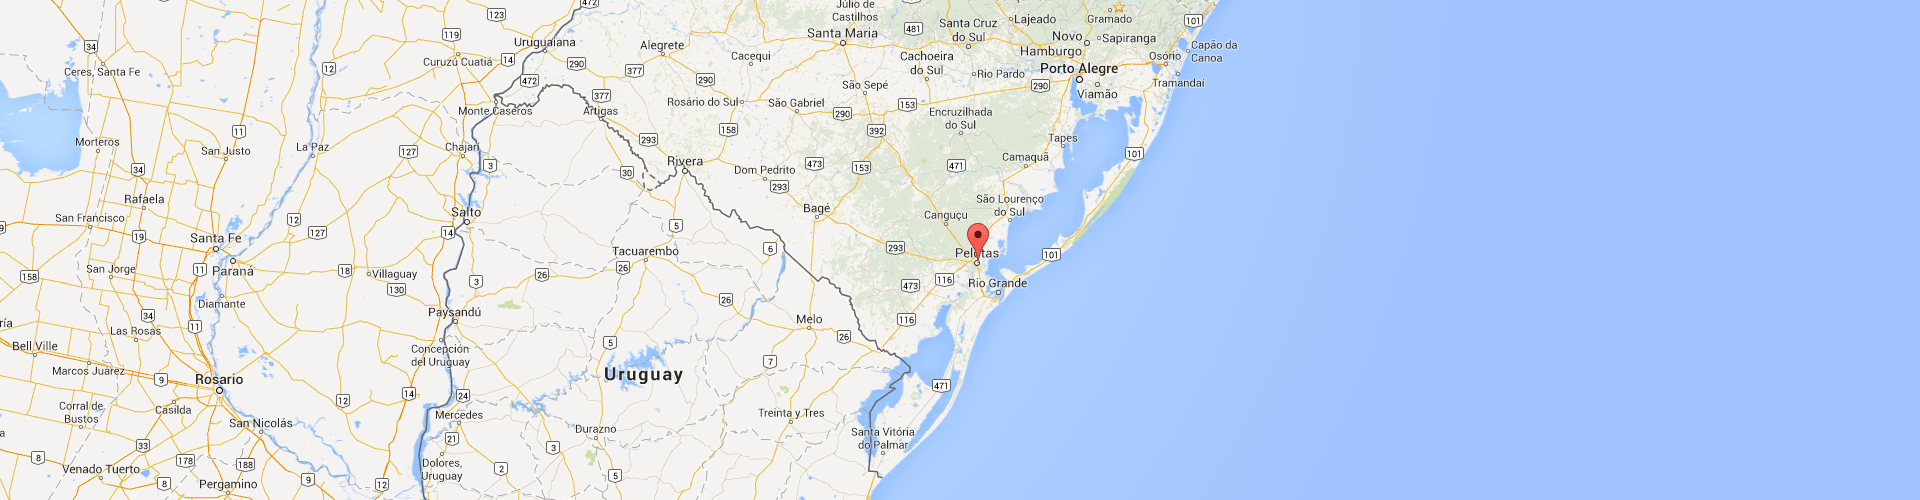 472
123
Júlio de
Castilhos
Santa Cruz
do Sul
Lajeado
Gramado
101
119
34
Uruguaiana
Alegrete
Santa Maria
481
Novo
Hamburgo
Sapiranga
Capão da
Canoa
Ceres, Santa Fe
12
Curuzú Cuatiá
14
290
377
Cacequi
Cachoeira
do Sul
Osório
472
290
São Sepé
Rio Pardo
Porto Alegre
Tramandaí
377
Rosário do Sul
São Gabriel
153
290
Viamão
Monte Caseros
Artigas
290
Encruzilhada
do Sul
Morteros
11
293
158
392
Tapes
San Justo
La Paz
127
Chajarí
3
Rivera
473
153
471
Camaquã
101
34
30
Dom Pedrito
293
Rafaela
São Lourenço
do Sul
San Francisco
12
Salto
Bagé
Canguçu
19
127
14
5
Santa Fe
Tacuarembo
6
293
Pelotas
101
158
San Jorge
11
Paraná
18
Villaguay
26
26
3
473
116
Rio Grande
130
Diamante
26
34
Paysandú
Melo
116
ría
Las Rosas
11
26
Bell Ville
Concepción
del Uruguay
5
7
Marcos Juárez
9
Rosario
Uruguay
471
12
14
24
Corral de
Bustos
Casilda
Mercedes
Treinta y Tres
San Nicolás
Durazno
Santa Vitória
do Palmar
a
33
21
3
8
178
188
Dolores,
Uruguay
2
5
Venado Tuerto
8
Pergamino
9
12